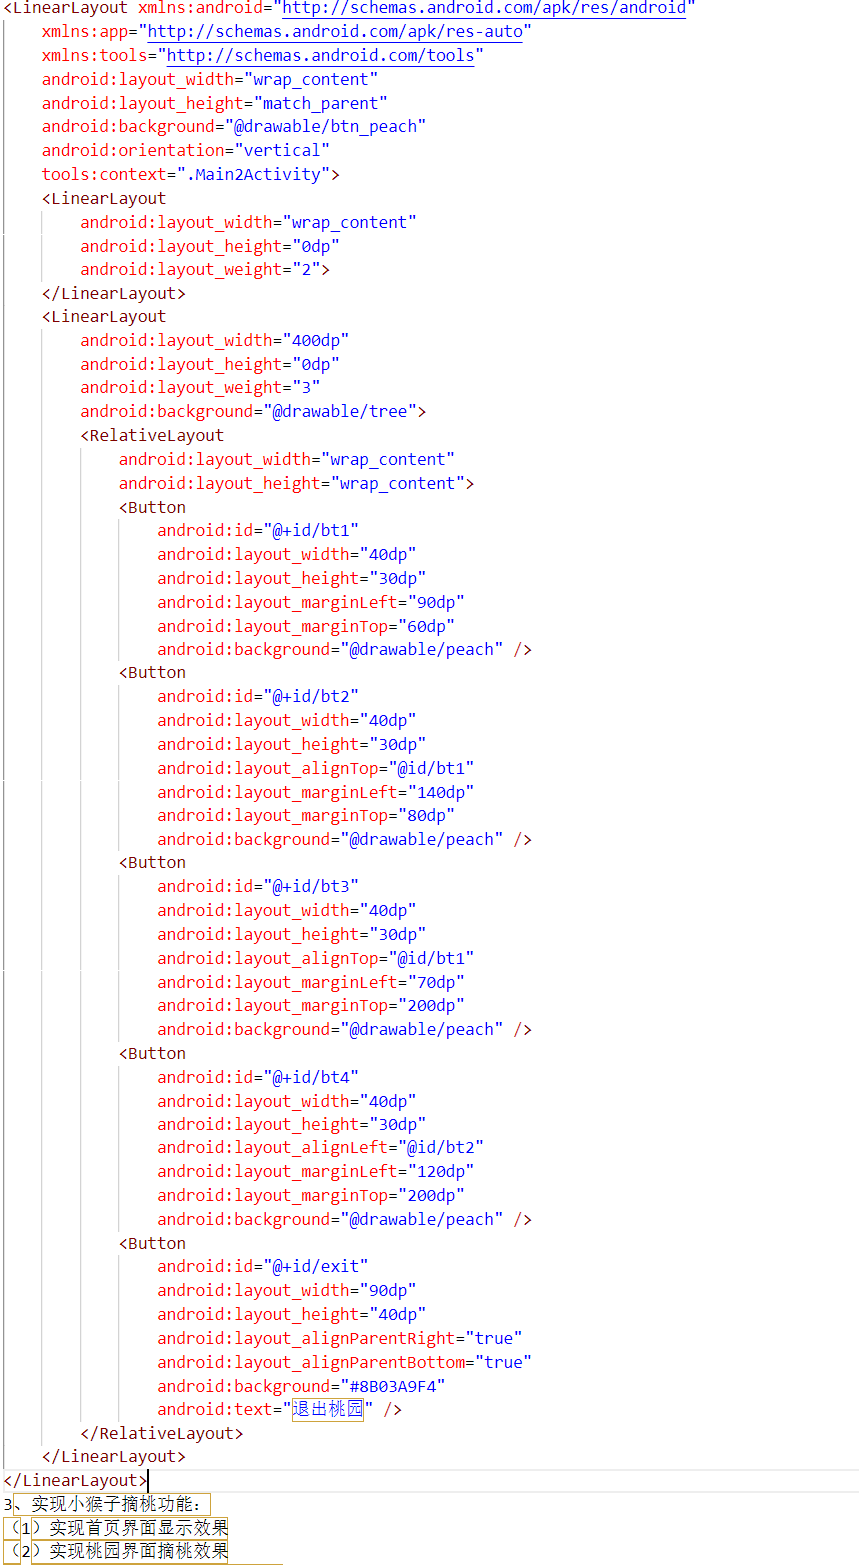 <LinearLayout xmlns:android="http://schemas.android.com/apk/res/android"
xmlns:app="http://schemas.android.com/apk/res-auto"
xmlns:tools="http://schemas.android.com/tools"
android:layout_width="wrap_content"
android:layout_height="match_parent"
android:background="@drawable/btn_peach"
android:orientation="vertical"
tools:context=".Main2Activity">
<LinearLayout
android:layout_width="wrap_content"
android:layout_height="0dp"
android:layout_weight="2">
</LinearLayout>
<LinearLayout
android:layout_width="400dp"
android:layout_height="0dp"
android:layout_weight="3"
android:background="@drawable/tree">
<RelativeLayout
android:layout_width="wrap_content"
android:layout_height="wrap_content">
<Button
android:id="@+id/bt1"
android:layout_width="40dp"
android:layout_height="30dp"
android:layout_marginLeft="90dp"
android:layout_marginTop="60dp"
android:background="@drawable/peach" />
<Button
android:id="@+id/bt2"
android:layout_width="40dp"
android:layout_height="30dp"
android:layout_alignTop="@id/bt1"
android:layout_marginLeft="140dp"
android:layout_marginTop="80dp"
android:background="@drawable/peach" />
<Button
android:id="@+id/bt3"
android:layout_width="40dp"
android:layout_height="30dp"
android:layout_alignTop="@id/bt1"
android:layout_marginLeft="70dp"
android:layout_marginTop="200dp"
android:background="@drawable/peach" />
<Button
android:id="@+id/bt4"
android:layout_width="40dp"
android:layout_height="30dp"
android:layout_alignLeft="@id/bt2"
android:layout_marginLeft="120dp"
android:layout_marginTop="200dp"
android:background="@drawable/peach" />
<Button
android:id="@+id/exit"
android:layout_width="90dp"
android:layout_height="40dp"
android:layout_alignParentRight="true"
android:layout_alignParentBottom="true"
android:background="#8B03A9F4"
android:text="退出桃园" />
</RelativeLayout>
</LinearLayout>
</LinearLayout>
3、实现小猴子摘桃功能:
（1）实现首页界面显示效果
（2）实现桃园界面摘桃效果